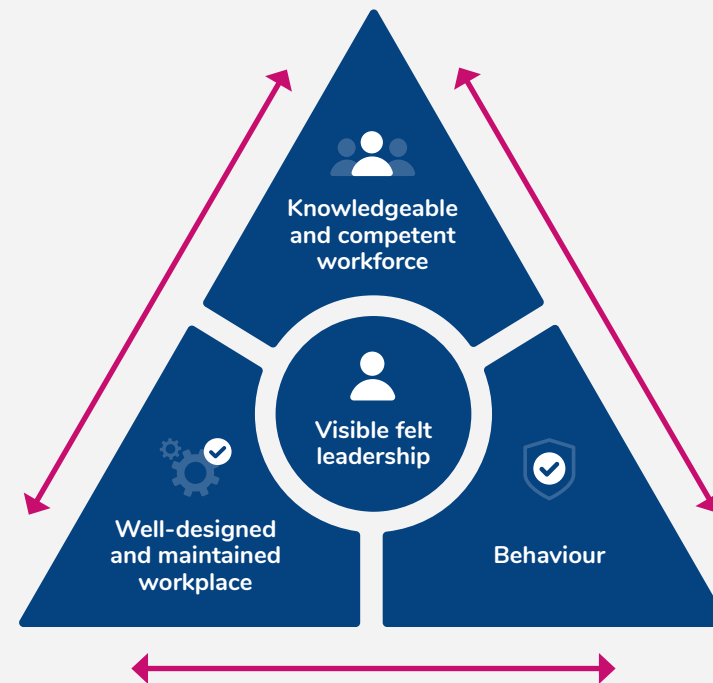 Knowledgeable
and competent
workforce
Visible felt
leadership
Well-designed
and maintained
workplace
Behaviour